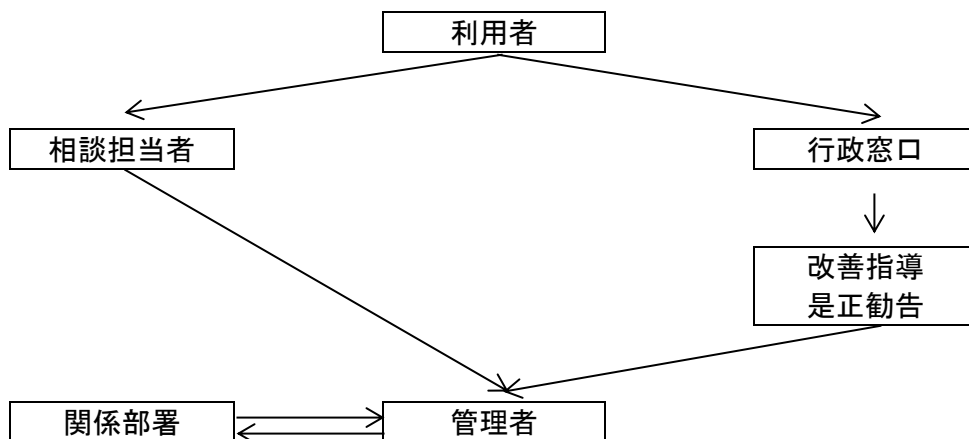 利用者
相談担当者
行政窓口
改善指導
是正勧告
関係部署
管理者